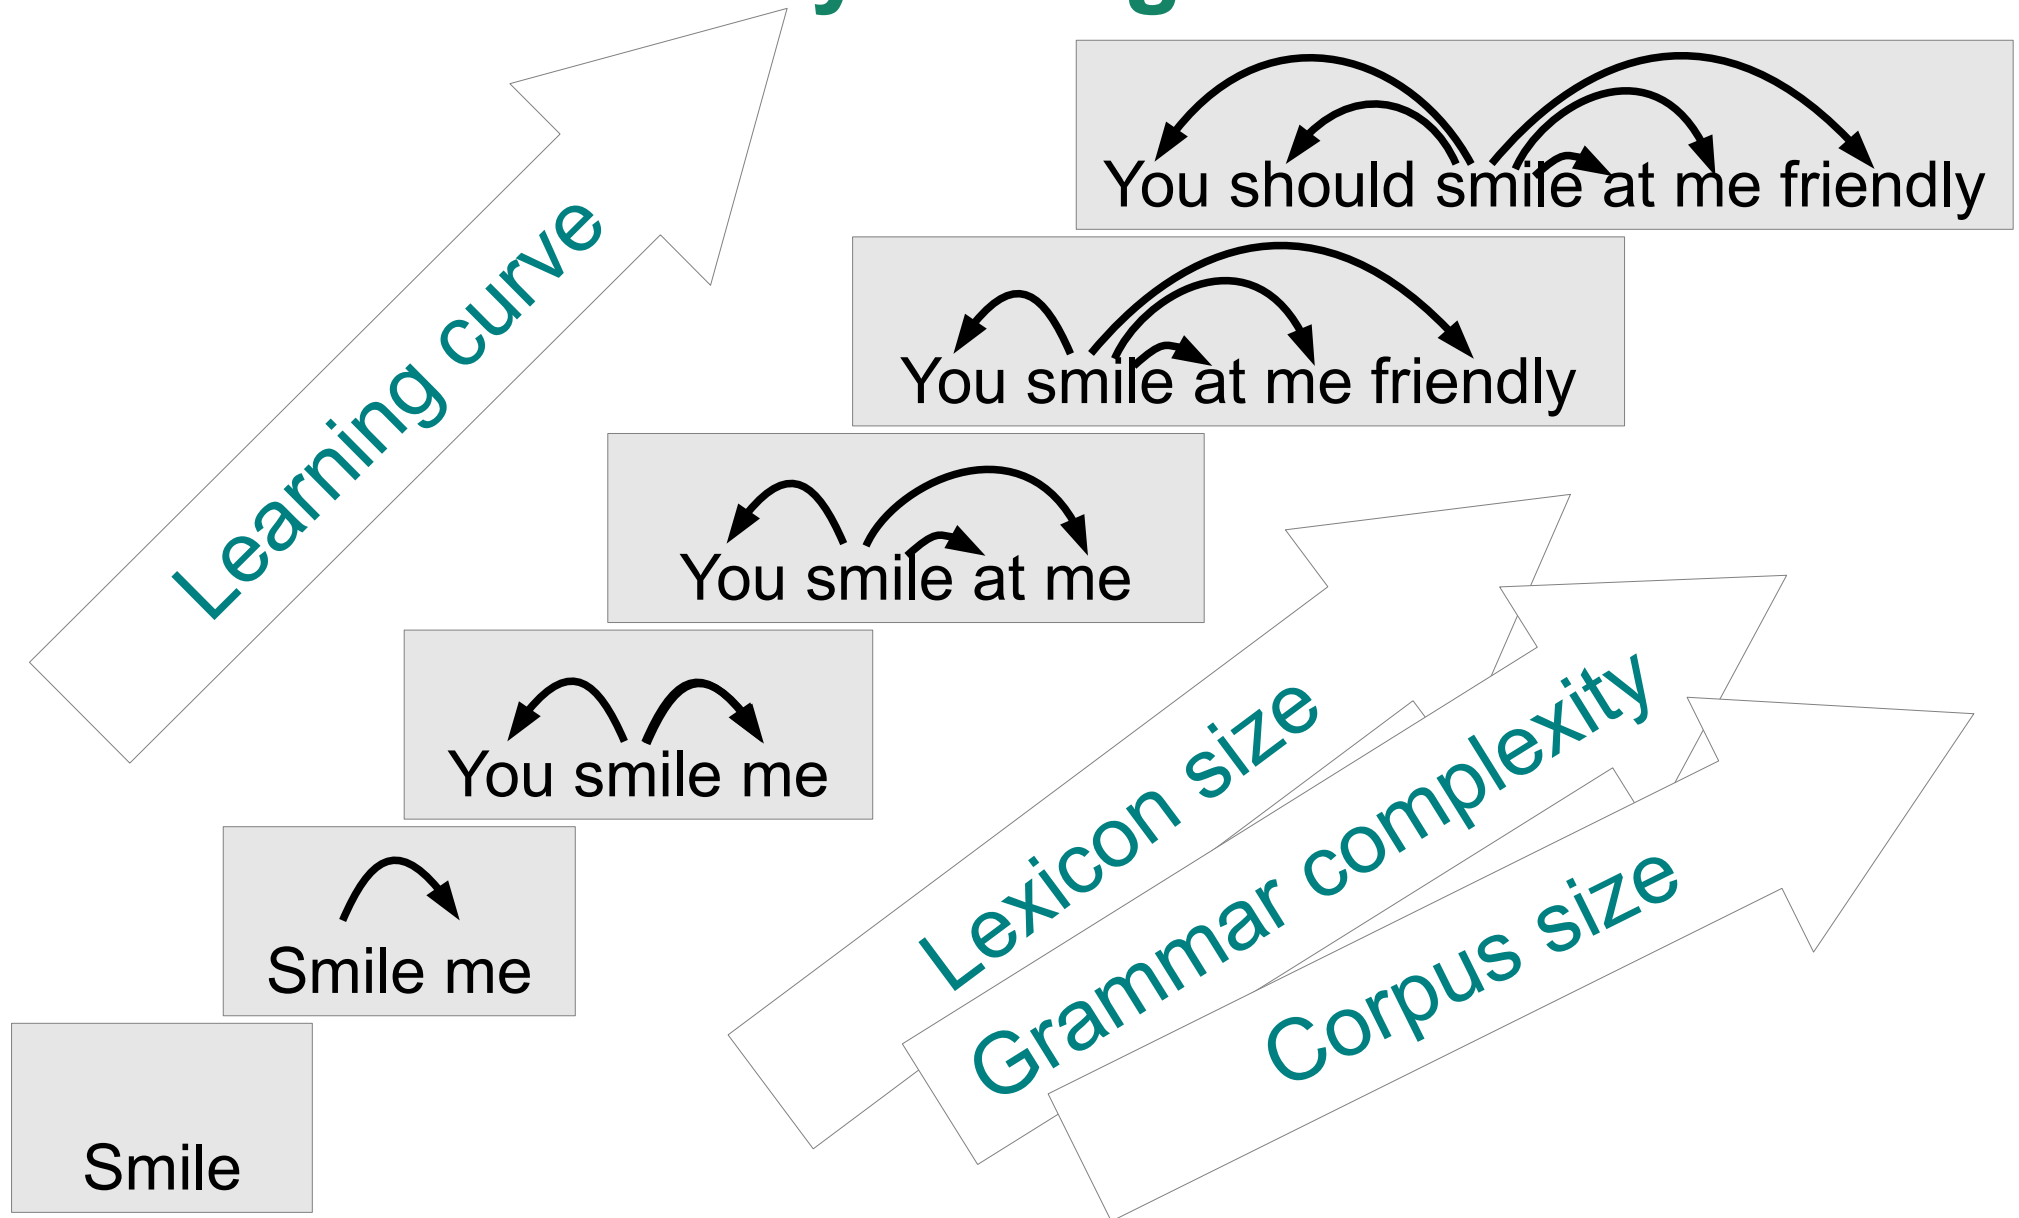 You should smile at me friendly
You smile at me friendly
Learning curve
You smile at me
You smile me
Lexicon size
Grammar complexity
Corpus size
Smile me
Smile